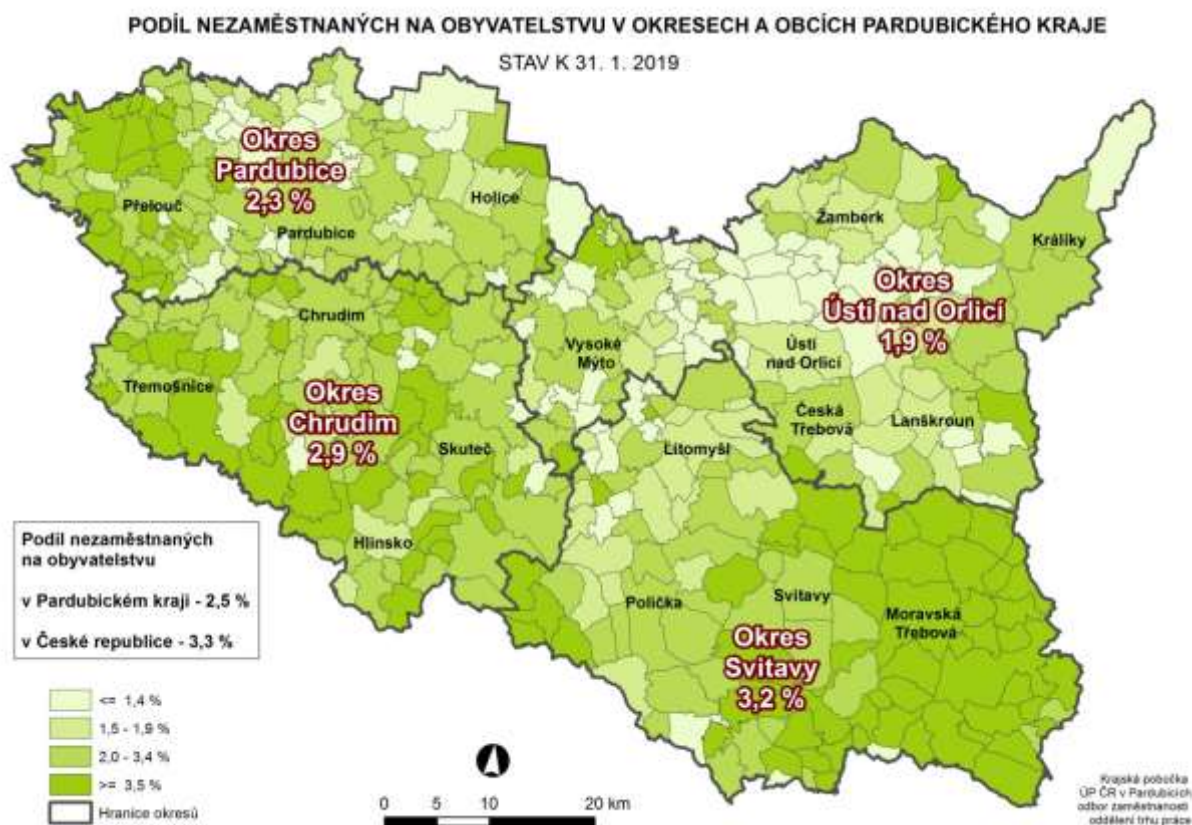 PODÍL NEZAMĚSTNANÝCH NA OBYVATELSTVU V OKRESECH A OBCÍCH PARDUBICKÉHO KRAJE
STAV K 31. 1. 2019
Okres
Pardubice
2,3 %
Přelouč
Holice
Pardubice
Žamberk
Králíky
Okres
Ústí nad Orlicí
1,9 %
Chrudim
Vysoké
Mýto
Ústí
nad Orlicí
Třemošnice
Okres
Chrudim
2,9 %
Česká
Třebová
Lanškroun
Skuteč
Litomyšl
Hlinsko
Podíl nezaměstnaných
na obyvatelstvu
v Pardubickém kraji - 2,5 %
v České republice - 3,3 %
Polička
Svitavy
Moravská
Třebová
Okres
Svitavy
3,2 %
<= 1,4 %
1,5 - 1,9 %
2,0 - 3,4 %
>= 3,5 %
Hranice okresů
0 5 10 20 km
Krajská pobočka
ÚP ČR v Pardubicích
odbor zaměstnanosti
oddělení trhu práce